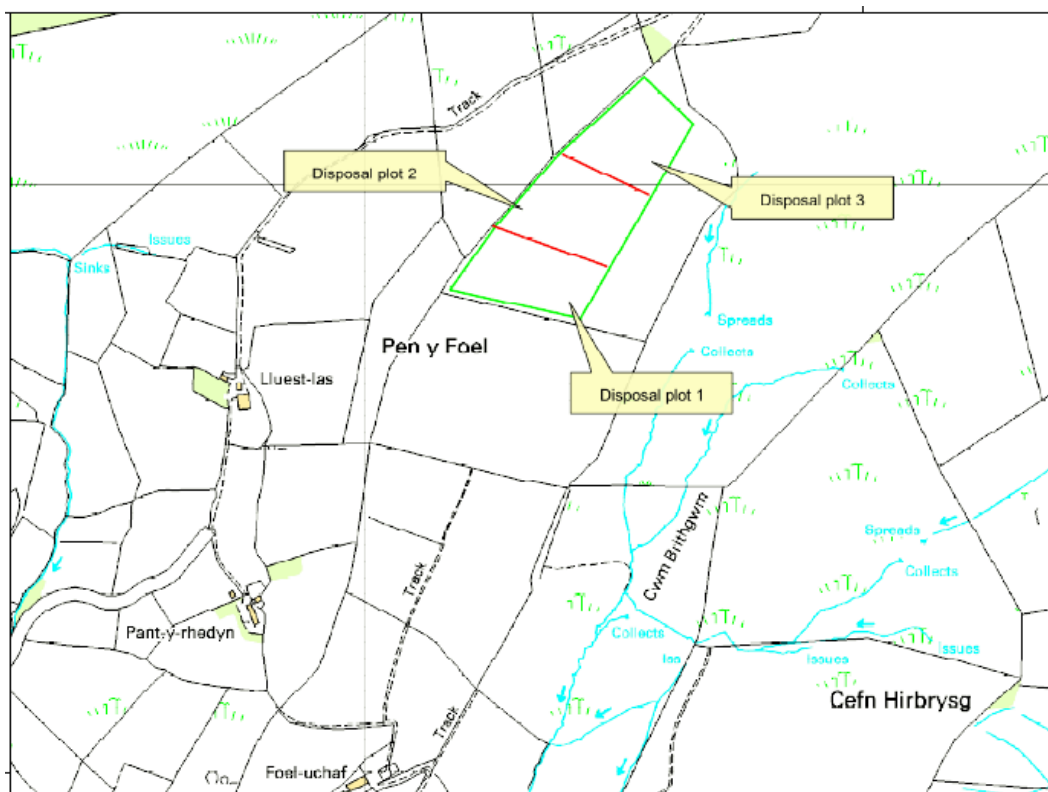 Track
Disposal plot 2
Disposal plot 3
Issues
Sinks
Spreads
Pen y Foel
Collects
Lluest-las
Collects
Disposal plot 1
Cwm Brithgwm
Spreads
Collects
Track
Pant-y-rhedyn
Collects
Iss
Issues
Issues
Cefn Hirbrysg
Track
Foel-uchaf